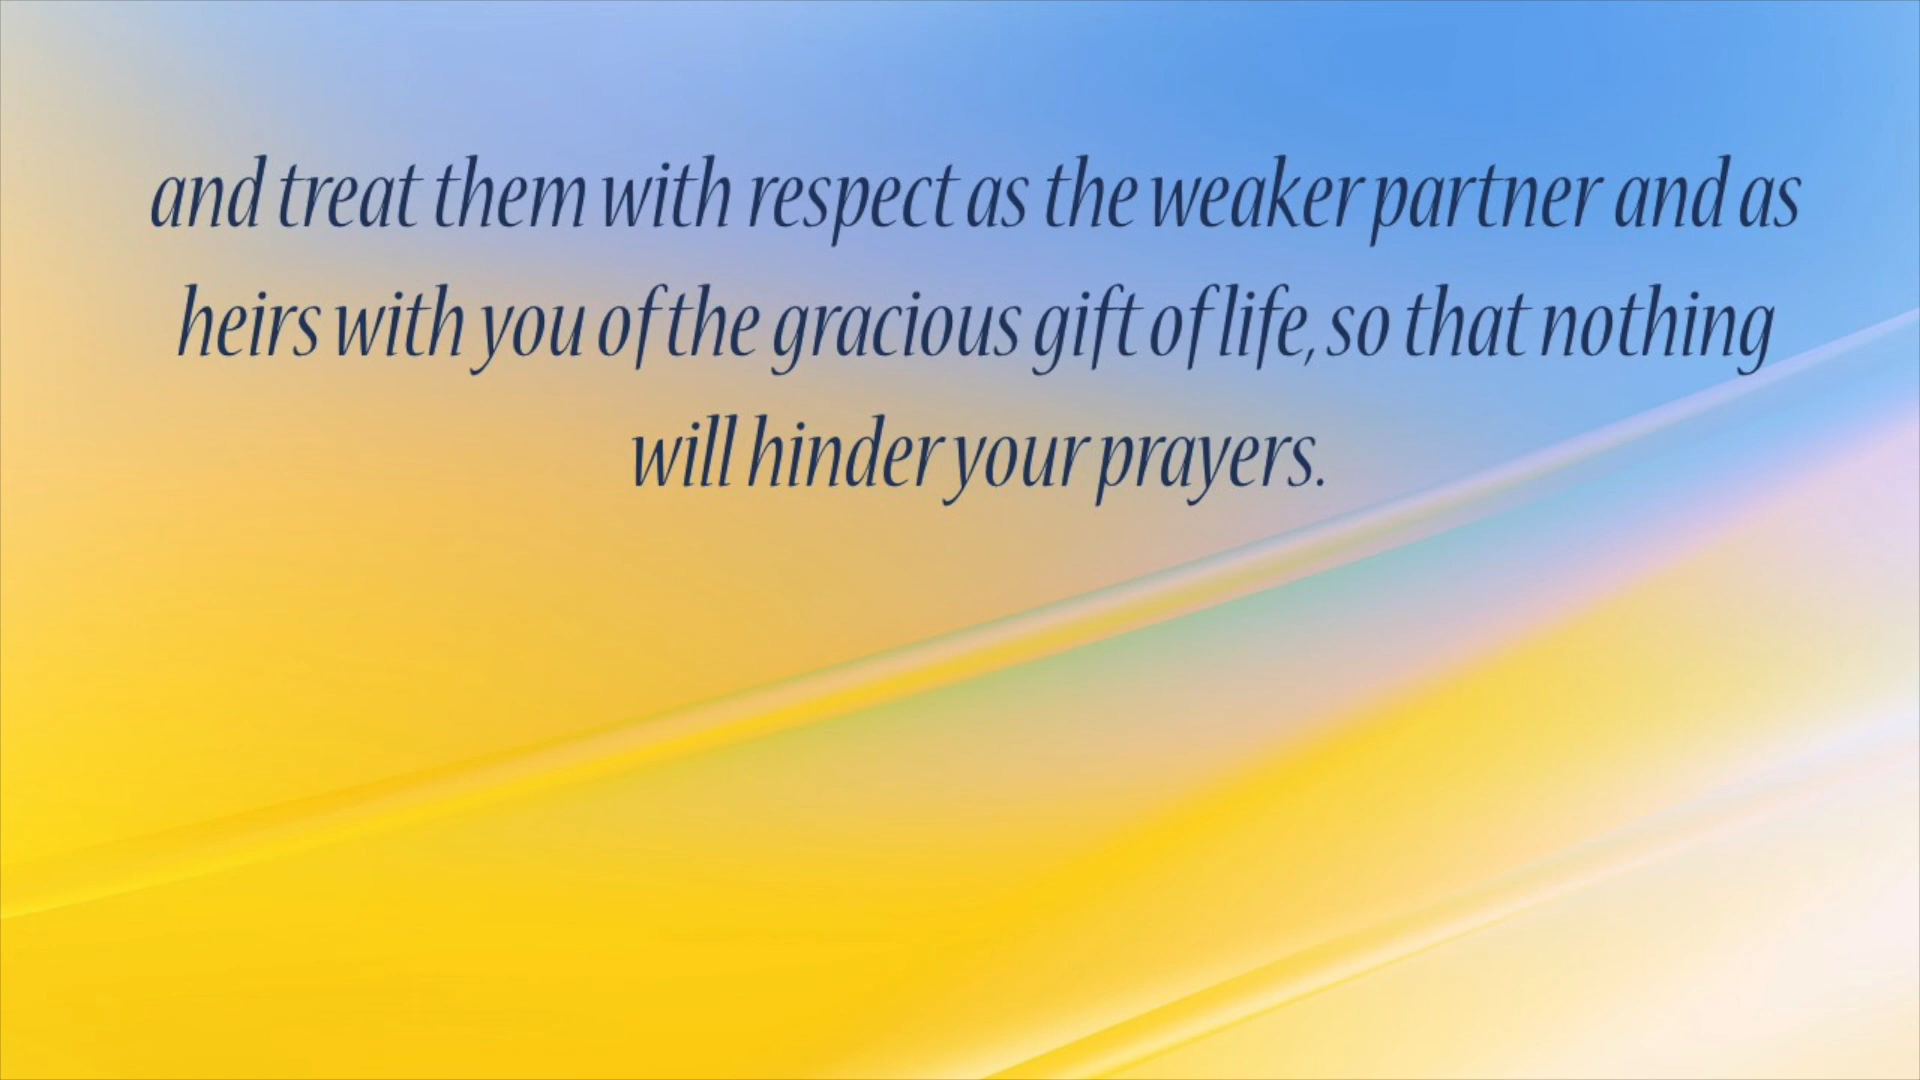 and treat them with respect as the weaker partner and as
heirs with you of the gracious gift of life, so that nothing
will hinder your prayers.